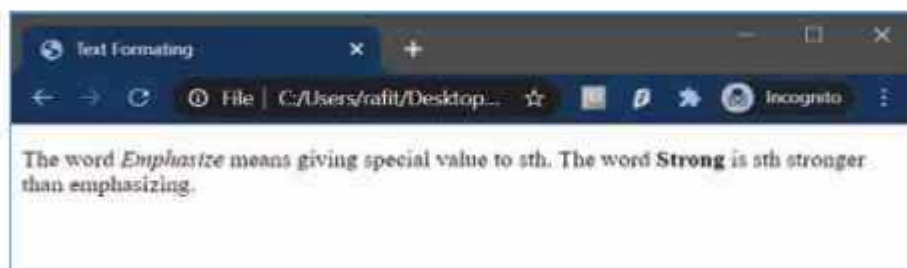 Text Formating
File | C:/Users/rafit/Desktop...
Incognito
The word Emphasize means giving special value to sth. The word Strong is sth stronger
than emphasizing.